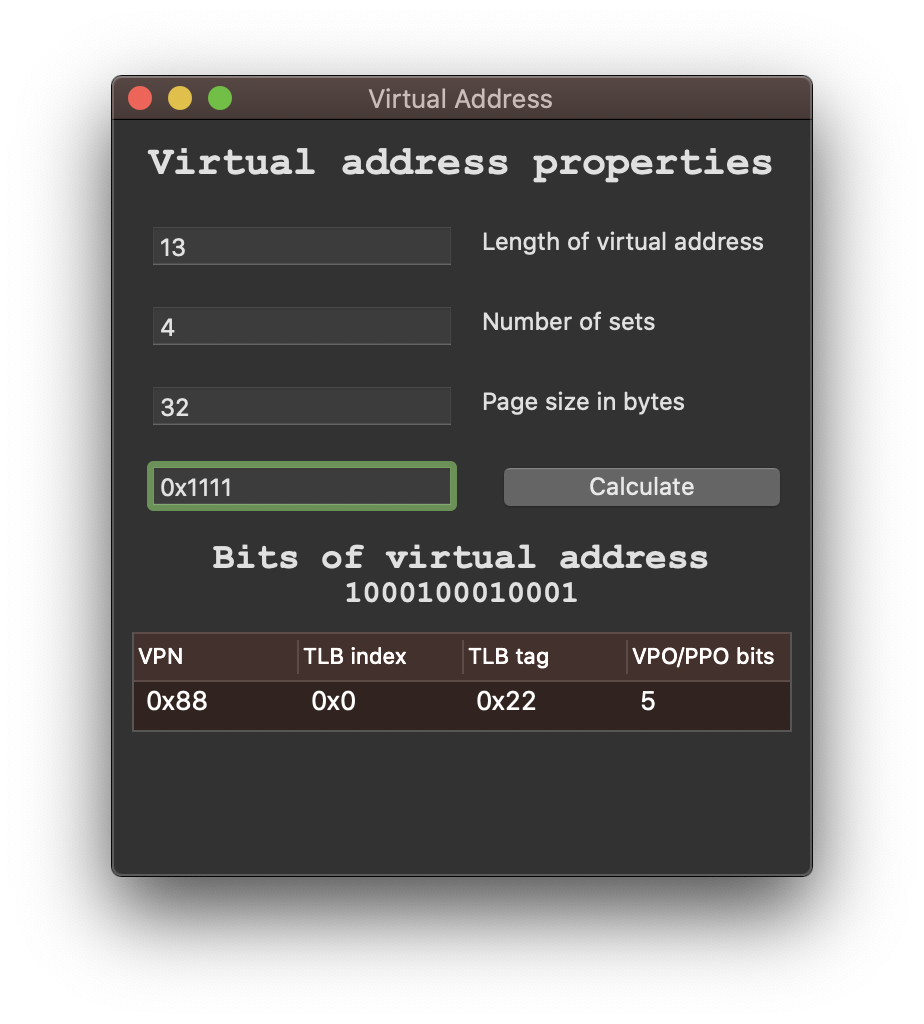 Virtual Address
Virtual address properties
13 Length of virtual address
4 Number of sets
32 Page size in bytes
0x1111 Calculate
Bits of virtual address
1000100010001
VPN TLB index TLB tag VPO/PPO bits
0x88 0x0 0x22 5